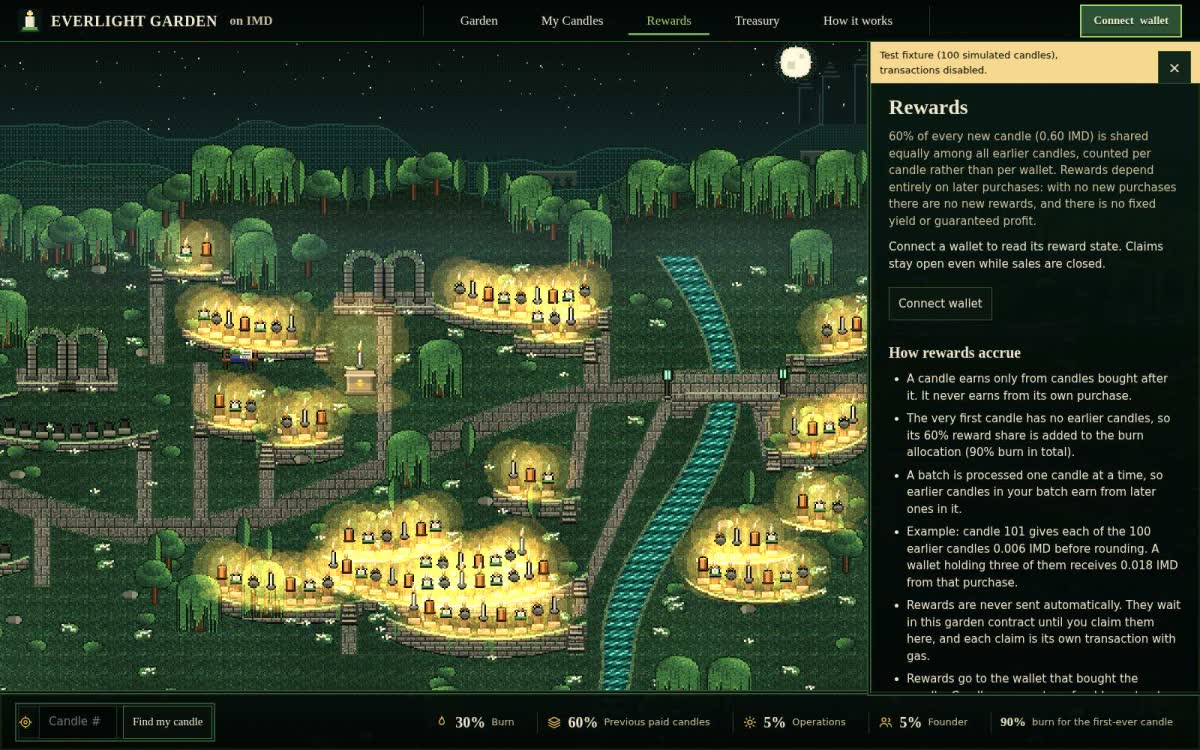 EVERLIGHT GARDEN on IMD
Garden
My Candles
Rewards
Treasury
How it works
Connect wallet
Test fixture (100 simulated candles),
transactions disabled.
✕
Rewards
60% of every new candle (0.60 IMD) is shared
equally among all earlier candles, counted per
candle rather than per wallet. Rewards depend
entirely on later purchases: with no new purchases
there are no new rewards, and there is no fixed
yield or guaranteed profit.
Connect a wallet to read its reward state. Claims
stay open even while sales are closed.
Connect wallet
How rewards accrue
• A candle earns only from candles bought after
it. It never earns from its own purchase.
• The very first candle has no earlier candles, so
its 60% reward share is added to the burn
allocation (90% burn in total).
• A batch is processed one candle at a time, so
earlier candles in your batch earn from later
ones in it.
• Example: candle 101 gives each of the 100
earlier candles 0.006 IMD before rounding. A
wallet holding three of them receives 0.018 IMD
from that purchase.
• Rewards are never sent automatically. They wait
in this garden contract until you claim them
here, and each claim is its own transaction with
gas.
• Rewards go to the wallet that bought the
Candle #
Find my candle
30% Burn
60% Previous paid candles
5% Operations
5% Founder
90% burn for the first-ever candle